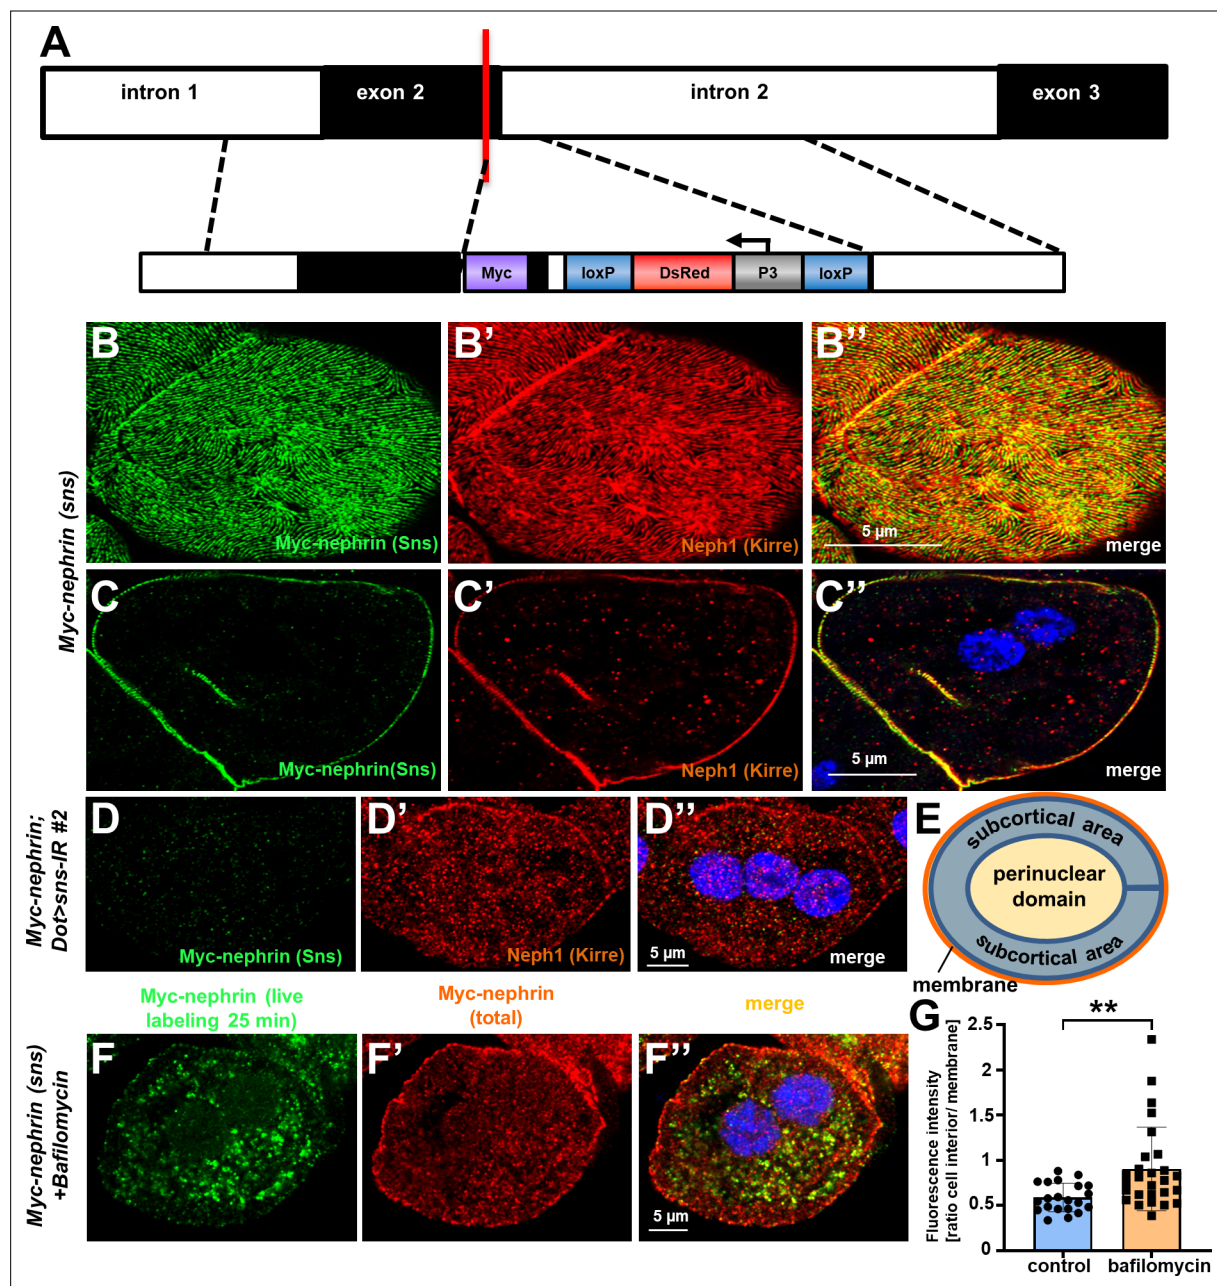 A
intron 1
exon 2
intron 2
exon 3
Myc
loxP
DsRed
P3
loxP
Myc-nephrin (sns)
B
Myc-nephrin (Sns)
B’
Neph1 (Kirre)
B’’
5 µm
merge
C
Myc-nephrin(Sns)
C’
Neph1 (Kirre)
C’’
5 µm
merge
Myc-nephrin;
Dot>sns-IR #2
D
Myc-nephrin (Sns)
D’
Neph1 (Kirre)
D’’
5 µm
merge
E
subcortical area
perinuclear
domain
subcortical area
membrane
Myc-nephrin (live
labeling 25 min)
Myc-nephrin
(total)
merge
Myc-nephrin (sns)
+Bafilomycin
F
F’
F’’
5 µm
G
Fluorescence intensity
[ratio cell interior/ membrane]
2.5
2
1.5
1
0.5
0
**
control
bafilomycin